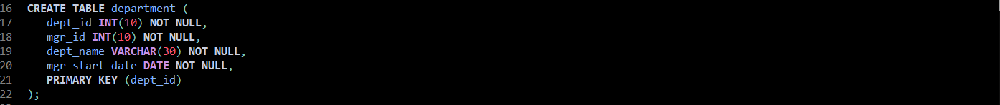 16 CREATE TABLE department (
17    dept_id INT(10) NOT NULL,
18    mgr_id INT(10) NOT NULL,
19    dept_name VARCHAR(30) NOT NULL,
20    mgr_start_date DATE NOT NULL,
21    PRIMARY KEY (dept_id)
22 );